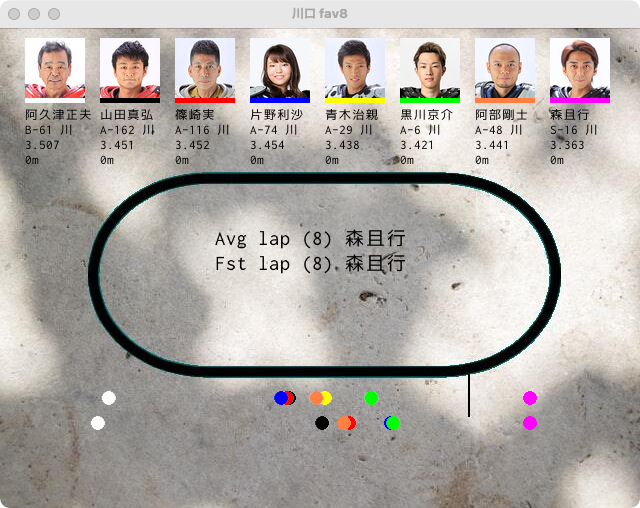 川口 fav8
阿久津正夫 山田真弘 篠崎実 片野利沙 青木治親 黒川京介 阿部剛士 森且行
B-61 川 A-162 川 A-116 川 A-74 川 A-29 川 A-6 川 A-48 川 S-16 川
3.507 3.451 3.452 3.454 3.438 3.421 3.441 3.363
0m 0m 0m 0m 0m 0m 0m 0m
Avg lap (8) 森且行
Fst lap (8) 森且行